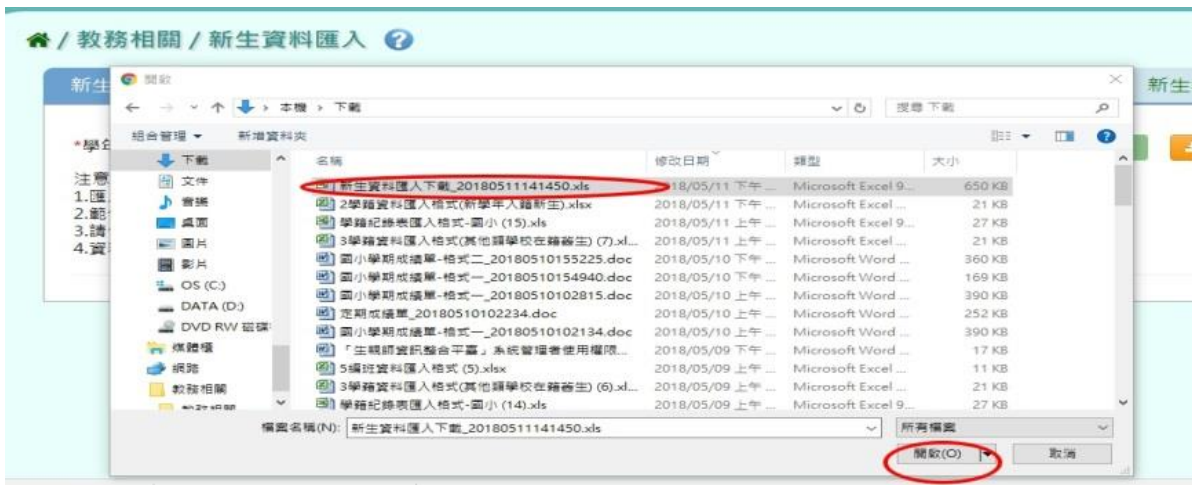 / 教務相關 / 新生資料匯入 ?
新生
開啟
新生
本機 > 下載
搜尋 下載
組合管理 新增資料夾
*學年
注意
1.匯
2.範
3.請
4.資
下載
文件
音樂
桌面
圖片
影片
OS (C:)
DATA (D:)
DVD RW 磁碟
媒體櫃
網路
教務相關
名稱 修改日期 類型 大小
新生資料匯入下載_20180511141450.xls 2018/05/11 下午 ... Microsoft Excel 9... 650 KB
2學籍資料匯入格式(新學年入籍新生).xlsx 2018/05/11 下午 ... Microsoft Excel ... 21 KB
學籍紀錄表匯入格式-國小 (15).xls 2018/05/11 上午 ... Microsoft Excel 9... 27 KB
3學籍資料匯入格式(其他類學校在籍舊生) (7).xl... 2018/05/11 上午 ... Microsoft Excel ... 21 KB
國小學期成績單-格式二_20180510155225.doc 2018/05/10 下午 ... Microsoft Word ... 360 KB
國小學期成績單-格式一_20180510154940.doc 2018/05/10 下午 ... Microsoft Word ... 169 KB
國小學期成績單-格式一_20180510102815.doc 2018/05/10 上午 ... Microsoft Word ... 390 KB
定期成績單_20180510102234.doc 2018/05/10 上午 ... Microsoft Word ... 252 KB
國小學期成績單-格式一_20180510102134.doc 2018/05/10 上午 ... Microsoft Word ... 390 KB
「生親師資訊整合平臺」系統管理者使用權限... 2018/05/09 下午 ... Microsoft Word ... 17 KB
5編班資料匯入格式 (5).xlsx 2018/05/09 上午 ... Microsoft Excel ... 11 KB
3學籍資料匯入格式(其他類學校在籍舊生) (6).xl... 2018/05/09 上午 ... Microsoft Excel ... 21 KB
學籍紀錄表匯入格式-國小 (14).xls 2018/05/09 上午 ... Microsoft Excel 9... 27 KB
檔案名稱(N): 新生資料匯入下載_20180511141450.xls 所有檔案
開啟(O) 取消